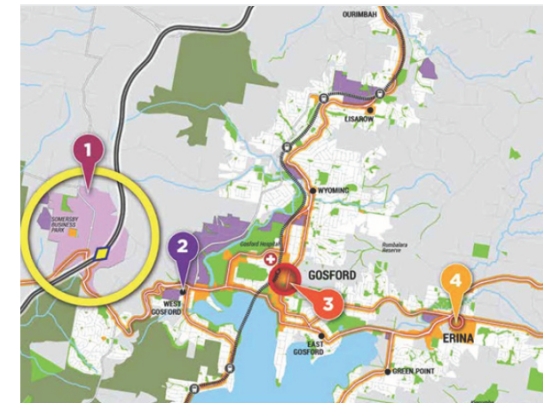 OURIMBAH
LISAROW
1
WYOMING
SOMERSBY
BUSINESS
PARK
2
Gosford Hospital
Rumbalara
Reserve
GOSFORD
3
4
WEST
GOSFORD
ERINA
EAST
GOSFORD
GREEN POINT